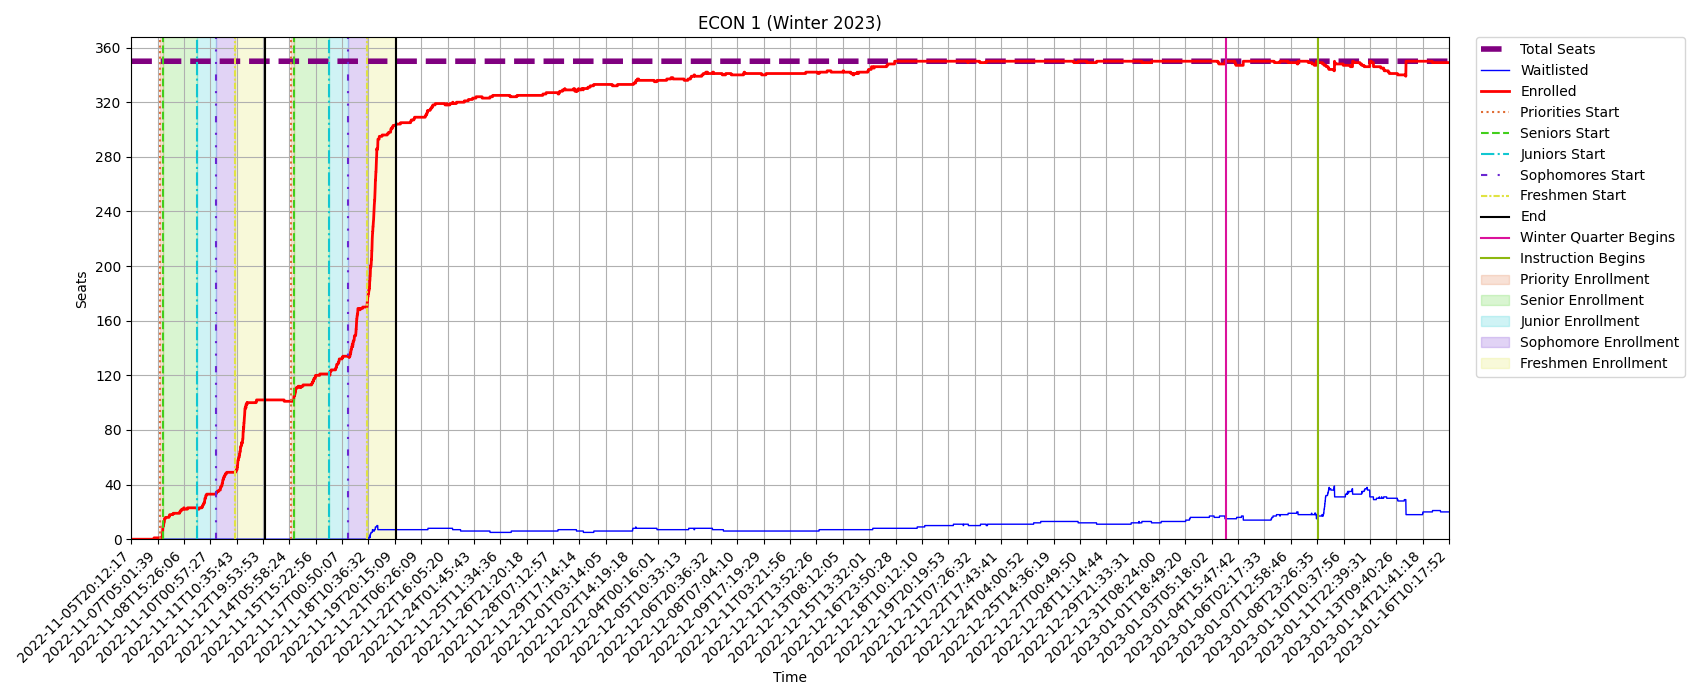 ECON 1 (Winter 2023)
360
320
280
240
200
160
120
80
40
0
Seats
2022-11-05T20:12:17
2022-11-07T05:01:39
2022-11-08T15:26:06
2022-11-10T00:57:27
2022-11-11T10:35:43
2022-11-12T19:53:53
2022-11-14T05:58:24
2022-11-15T15:22:56
2022-11-17T00:50:07
2022-11-18T10:36:32
2022-11-19T20:15:09
2022-11-21T06:26:09
2022-11-22T16:05:20
2022-11-24T01:45:43
2022-11-25T11:34:36
2022-11-26T21:20:18
2022-11-28T07:12:57
2022-11-29T17:14:14
2022-12-01T03:14:05
2022-12-02T14:19:18
2022-12-04T00:16:01
2022-12-05T10:33:13
2022-12-06T20:36:32
2022-12-08T07:04:10
2022-12-09T17:19:29
2022-12-11T03:21:56
2022-12-12T13:52:26
2022-12-13T08:12:05
2022-12-15T13:32:01
2022-12-16T23:50:28
2022-12-18T10:12:10
2022-12-19T20:19:53
2022-12-21T07:26:32
2022-12-22T17:43:41
2022-12-24T04:00:52
2022-12-25T14:36:19
2022-12-27T00:49:50
2022-12-28T11:14:44
2022-12-29T21:33:31
2022-12-31T08:24:00
2023-01-01T18:49:20
2023-01-03T05:18:02
2023-01-04T15:47:42
2023-01-06T02:17:33
2023-01-07T12:58:46
2023-01-08T23:26:35
2023-01-10T10:37:56
2023-01-11T22:39:31
2023-01-13T09:40:26
2023-01-14T21:41:18
2023-01-16T10:17:52
Time
Total Seats
Waitlisted
Enrolled
Priorities Start
Seniors Start
Juniors Start
Sophomores Start
Freshmen Start
End
Winter Quarter Begins
Instruction Begins
Priority Enrollment
Senior Enrollment
Junior Enrollment
Sophomore Enrollment
Freshmen Enrollment